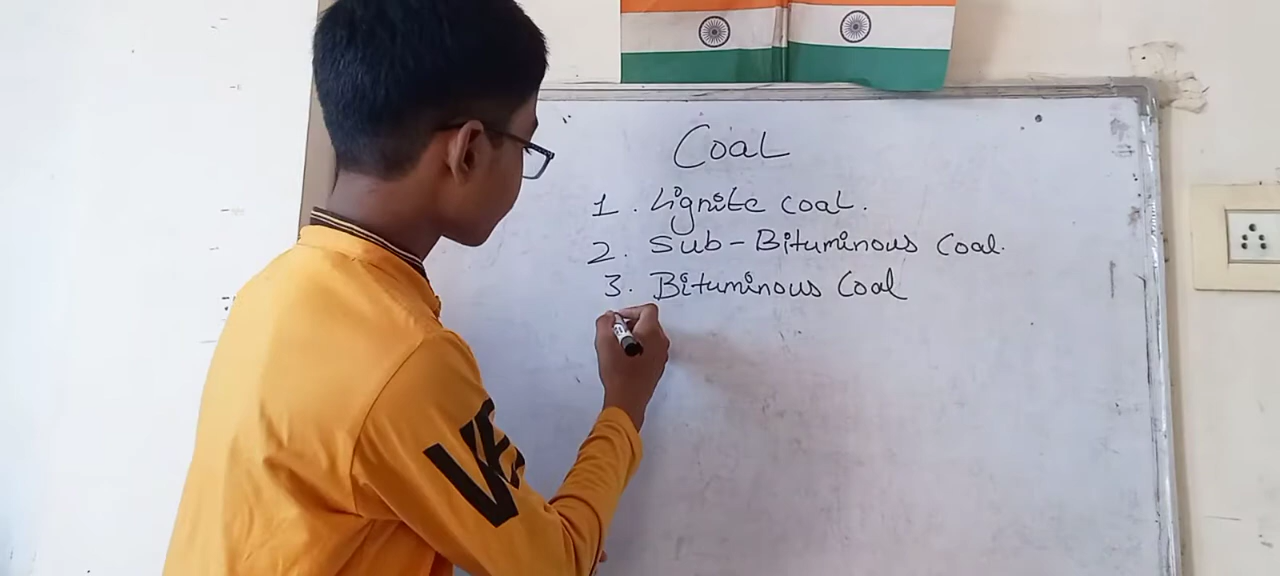 Coal
1. Lignite coal.
2. Sub-Bituminous Coal.
3. Bituminous Coal